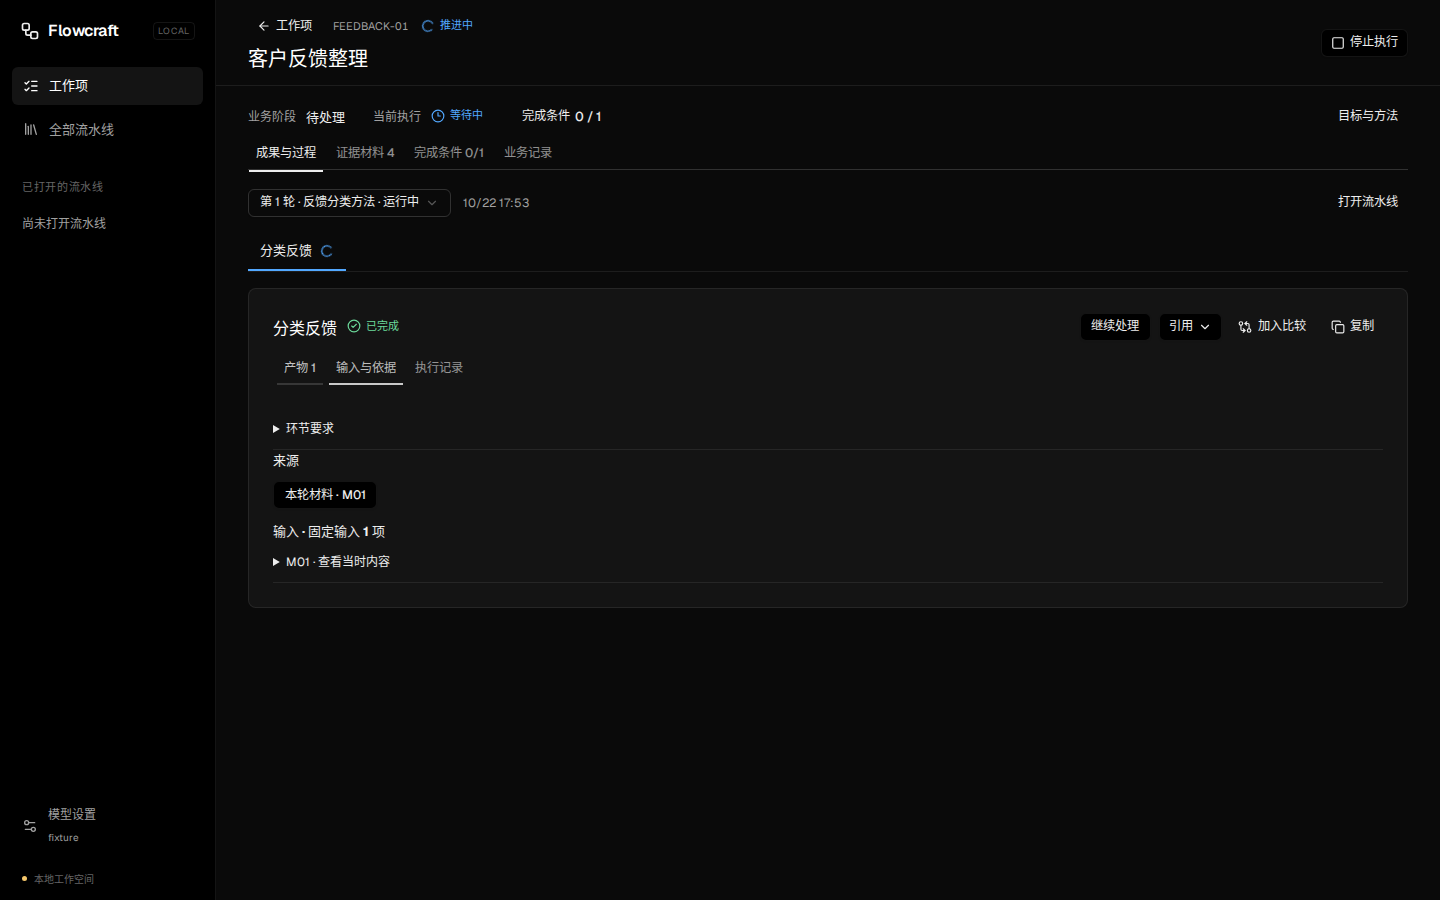 Flowcraft LOCAL
工作项
全部流水线
已打开的流水线
尚未打开流水线
模型设置
fixture
本地工作空间
工作项 FEEDBACK-01 推进中
客户反馈整理
停止执行
业务阶段 待处理 当前执行 等待中 完成条件 0 / 1 目标与方法
成果与过程 证据材料 4 完成条件 0/1 业务记录
第 1 轮 · 反馈分类方法 · 运行中 10/22 17:53 打开流水线
分类反馈
分类反馈 已完成 继续处理 引用 加入比较 复制
产物 1 输入与依据 执行记录
环节要求
来源
本轮材料 · M01
输入 · 固定输入 1 项
M01 · 查看当时内容